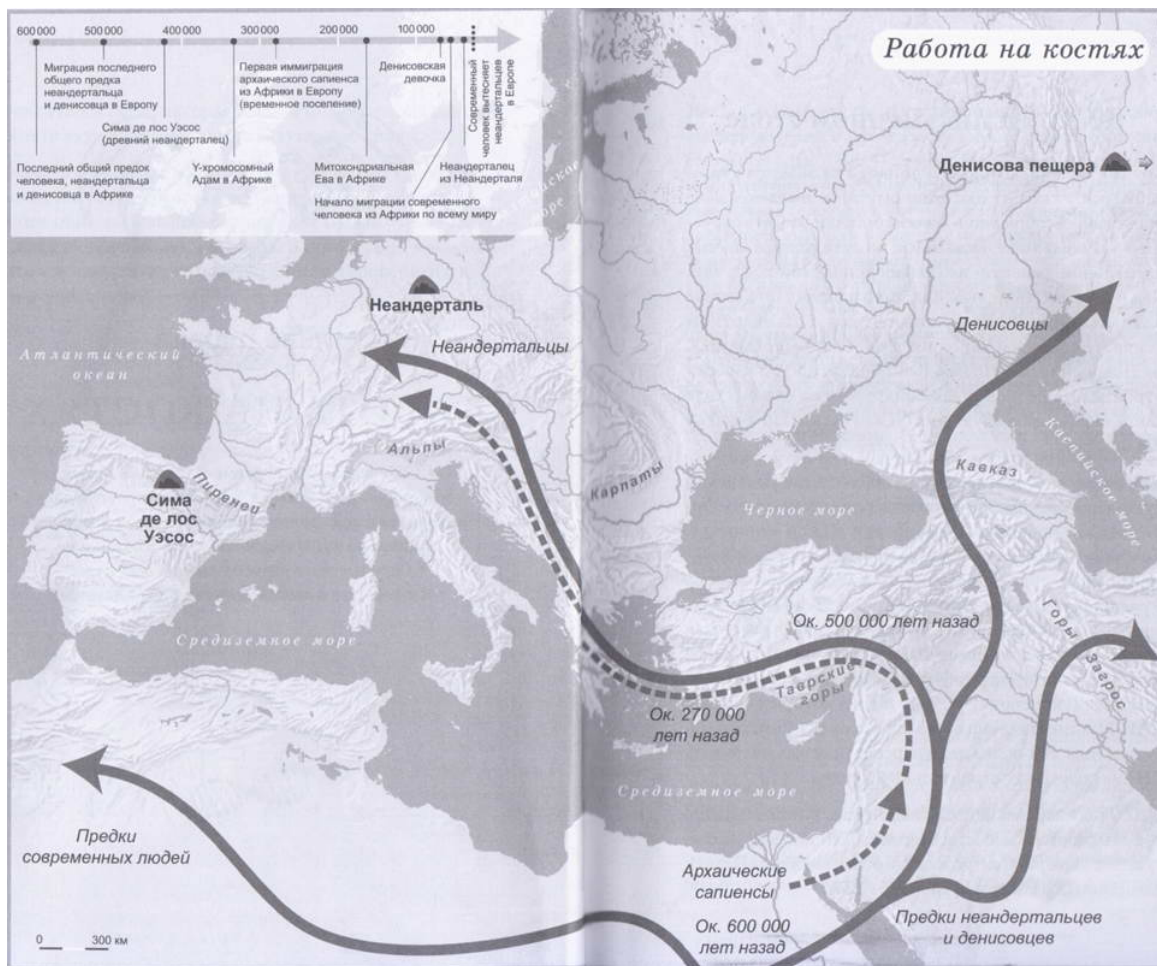 Работа на костях
600 000
500 000
400 000
300 000
200 000
100 000
Миграция последнего
общего предка
неандертальца
и денисовца в Европу
Первая иммиграция
архаического сапиенса
из Африки в Европу
(временное поселение)
Денисовская
девочка
Современный
человек вытесняет
неандертальцев
в Европе
Сима де лос Уэсос
(древний неандерталец)
Последний общий предок
человека, неандертальца
и денисовца в Африке
Y-хромосомный
Адам в Африке
Митохондриальная
Ева в Африке
Неандерталец
из Неандерталя
Начало миграции современного
человека из Африки по всему миру
море
Денисова пещера
Неандерталь
Неандертальцы
Денисовцы
Атлантический
океан
Альпы
Пиренеи
Сима
де лос
Уэсос
Карпаты
Черное море
Кавказ
Каспийское море
Средиземное море
Ок. 500 000 лет назад
Таврские
горы
Горы Загрос
Ок. 270 000
лет назад
Средиземное море
Предки
современных людей
Архаические
сапиенсы
Ок. 600 000
лет назад
Предки неандертальцев
и денисовцев
0 300 км